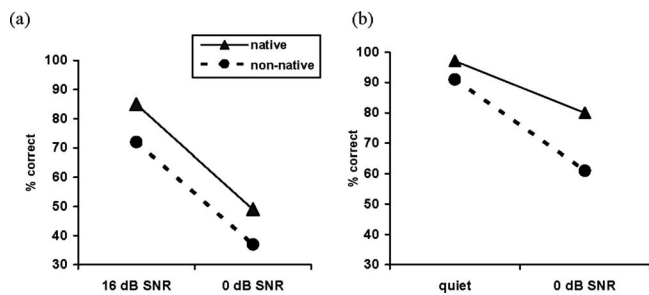 (a)
native
non-native
% correct
100
90
80
70
60
50
40
30
16 dB SNR 0 dB SNR
(b)
% correct
100
90
80
70
60
50
40
30
quiet 0 dB SNR